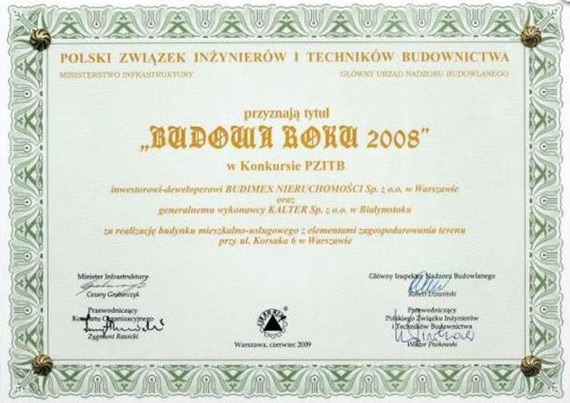 POLSKI ZWIĄZEK INŻYNIERÓW I TECHNIKÓW BUDOWNICTWA
MINISTERSTWO INFRASTRUKTURY GŁÓWNY URZĄD NADZORU BUDOWLANEGO
przyznają tytuł
„BUDOWA ROKU 2008”
w Konkursie PZITB
inwestorowi-deweloperowi BUDIMEX NIERUCHOMOŚCI Sp. z o.o. w Warszawie
oraz
generalnemu wykonawcy KALTER Sp. z o.o. w Białymstoku
za realizację budynku mieszkalno-usługowego z elementami zagospodarowania terenu
przy ul. Korsaka 6 w Warszawie
Minister Infrastruktury
Cezary Grabarczyk
Przewodniczący
Komitetu Organizacyjnego
Zygmunt Rawicki
Główny Inspektor Nadzoru Budowlanego
Robert Dziwiński
Przewodniczący
Polskiego Związku Inżynierów
i Techników Budownictwa
Wiktor Piwkowski
Warszawa, czerwiec 2009